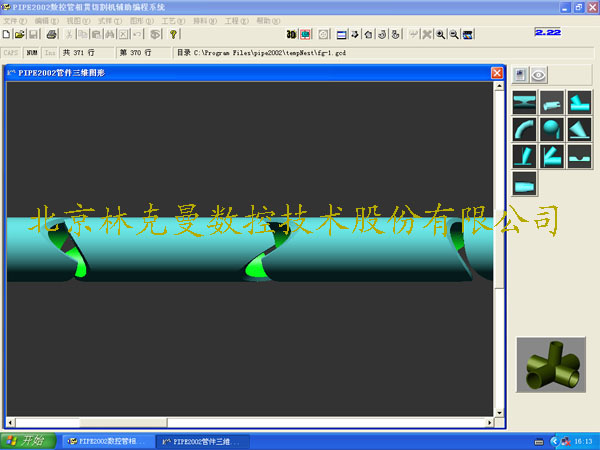 PIPE2002数控管相贯切割机辅助编程系统
文件(Z) 编辑(E) 视图(V) 式样(T) 图形(D) 工艺(X) 排料(W) 工程(E) 帮助(H)
2.22
CAPS NUM Ins 共 371 行 第 370 行 目录 C:\Program Files\pipe2002\tempNest\fg-1.gcd
PIPE2002管件三维图形
北京林克曼数控技术股份有限公司
开始 PIPE2002数控管相... PIPE2002管件三维... 16:13